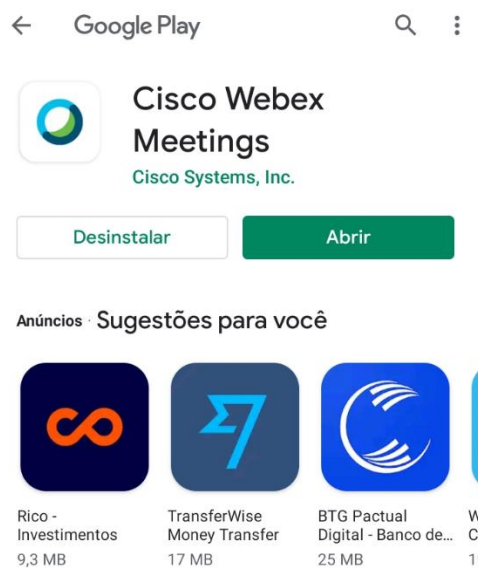 Google Play
Cisco Webex
Meetings
Cisco Systems, Inc.
Desinstalar
Abrir
Anúncios · Sugestões para você
Rico -
Investimentos
9,3 MB
TransferWise
Money Transfer
17 MB
BTG Pactual
Digital - Banco de...
25 MB